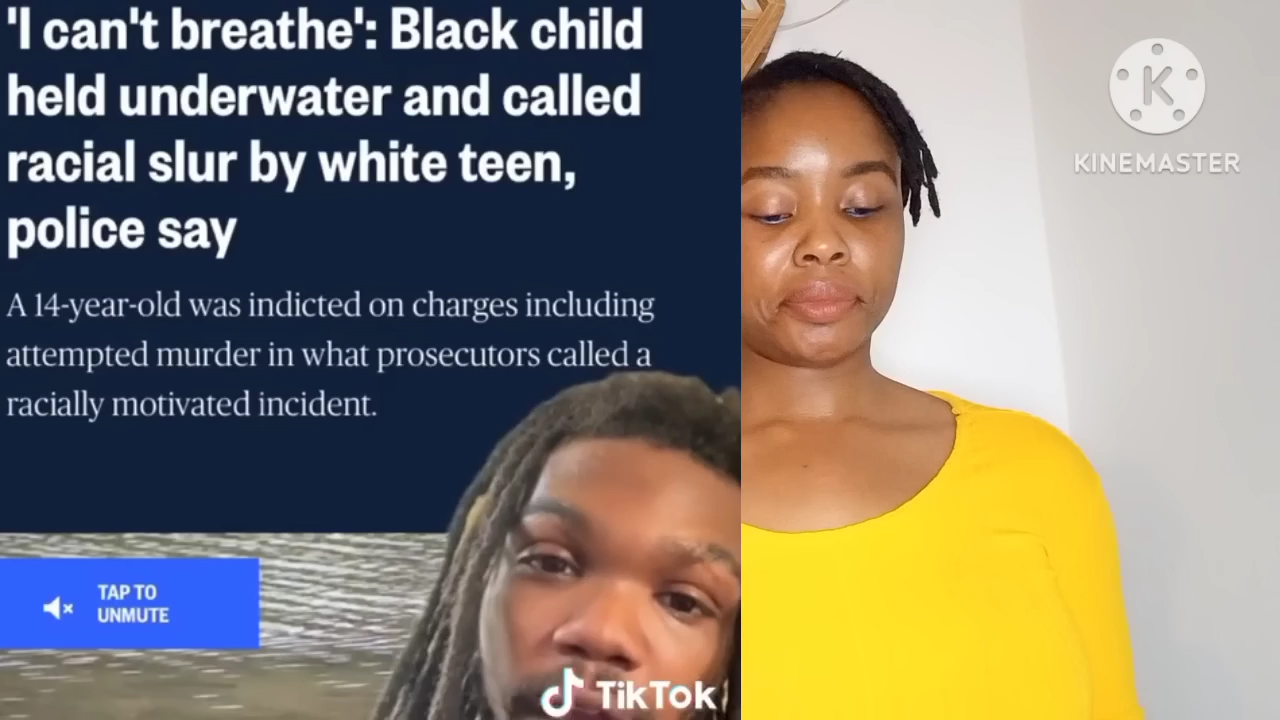 'I can't breathe': Black child
held underwater and called
racial slur by white teen,
police say
A 14-year-old was indicted on charges including
attempted murder in what prosecutors called a
racially motivated incident.
TAP TO
UNMUTE
TikTok
K
KINEMASTER